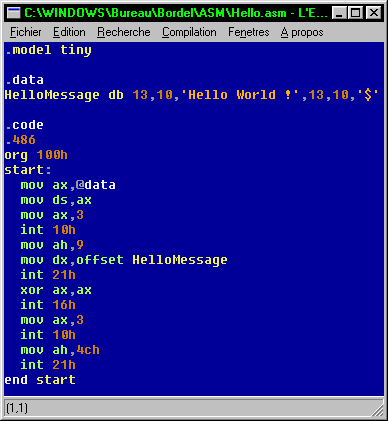 C:\WINDOWS\Bureau\Bordel\ASM\Hello.asm - L'E...
Fichier Edition Recherche Compilation Fenetres A propos
.model tiny
.data
HelloMessage db 13,10,'Hello World !',13,10,'$'
.code
.486
org 100h
start:
mov ax,@data
mov ds,ax
mov ax,3
int 10h
mov ah,9
mov dx,offset HelloMessage
int 21h
xor ax,ax
int 16h
mov ax,3
int 10h
mov ah,4ch
int 21h
end start
(1,1)